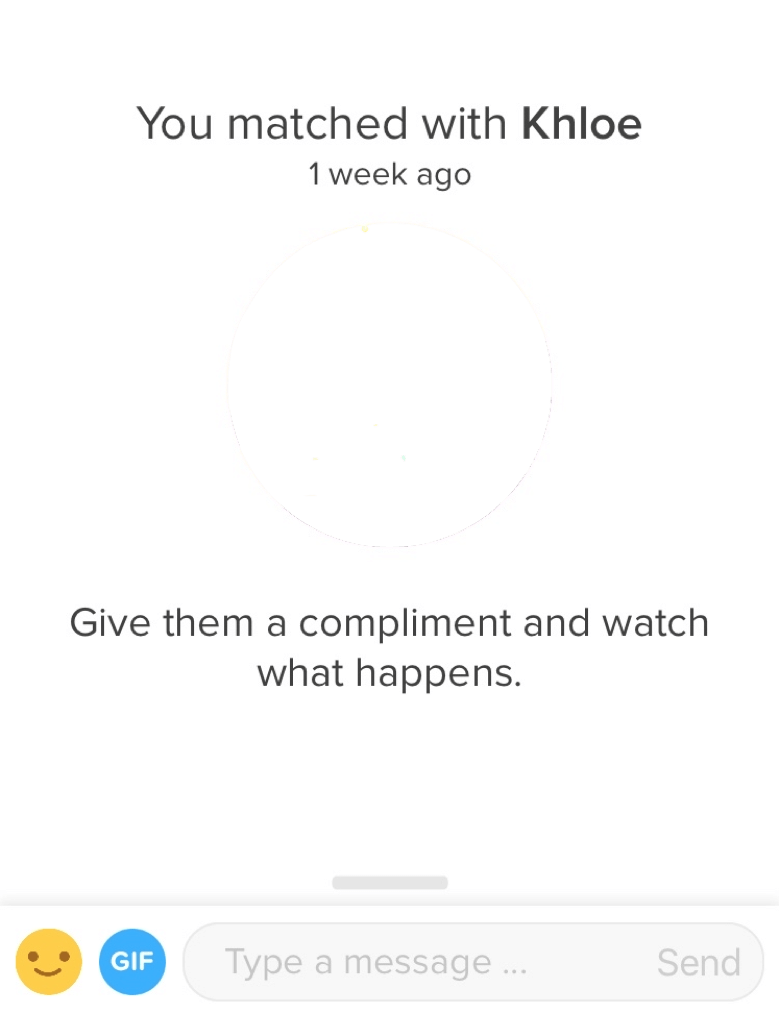 You matched with Khloe
1 week ago
Give them a compliment and watch
what happens.
GIF
Type a message ...
Send